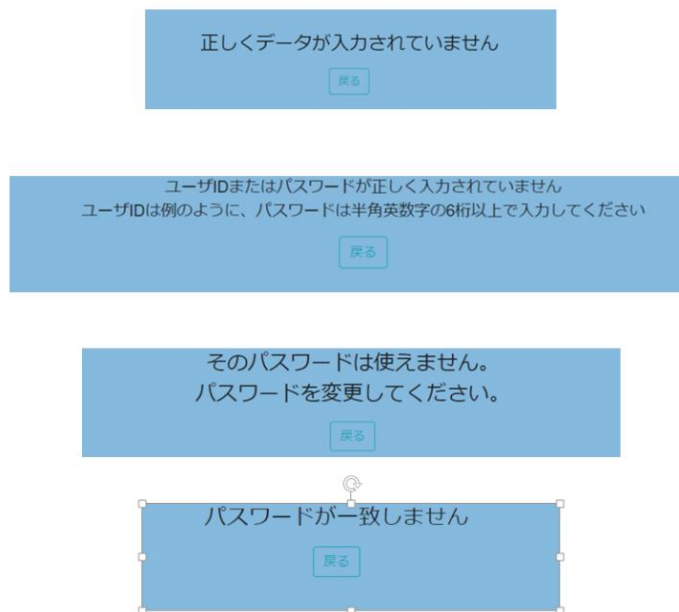 正しくデータが入力されていません
戻る
ユーザIDまたはパスワードが正しく入力されていません
ユーザIDは例のように、パスワードは半角英数字の6桁以上で入力してください
戻る
そのパスワードは使えません。
パスワードを変更してください。
戻る
パスワードが一致しません
戻る